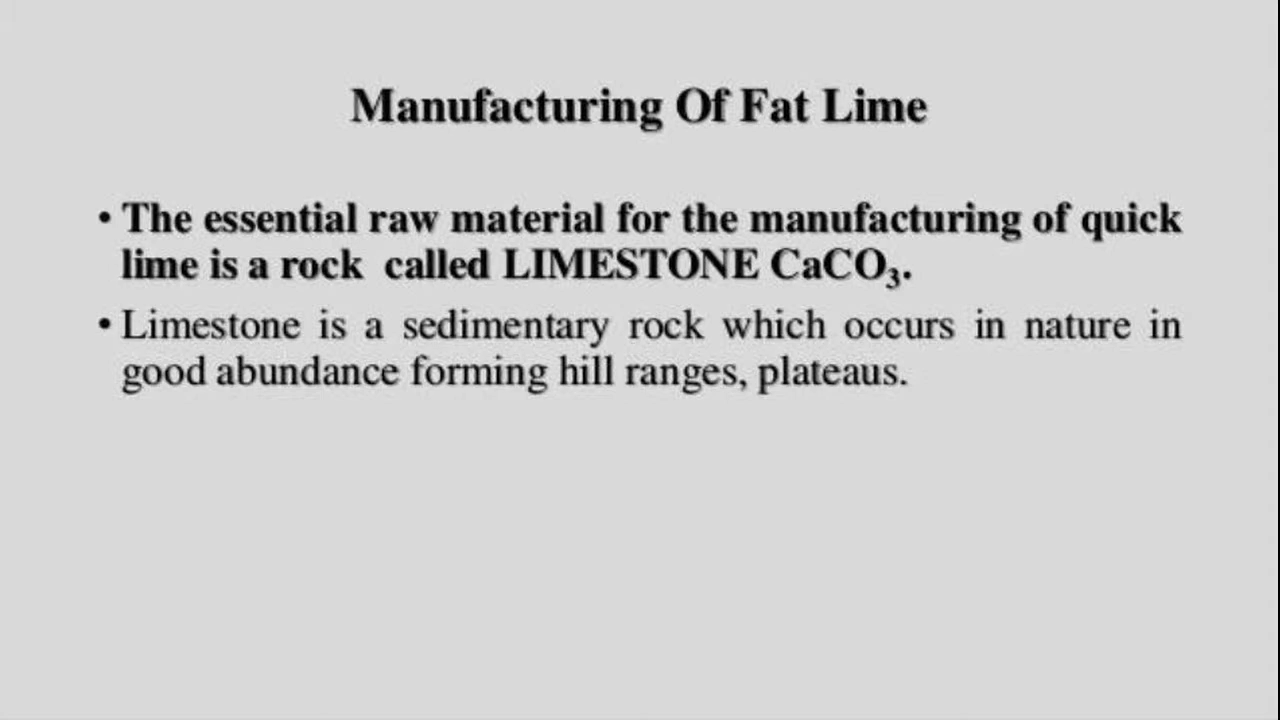 Manufacturing Of Fat Lime
• The essential raw material for the manufacturing of quick
lime is a rock called LIMESTONE CaCO₃.
• Limestone is a sedimentary rock which occurs in nature in
good abundance forming hill ranges, plateaus.